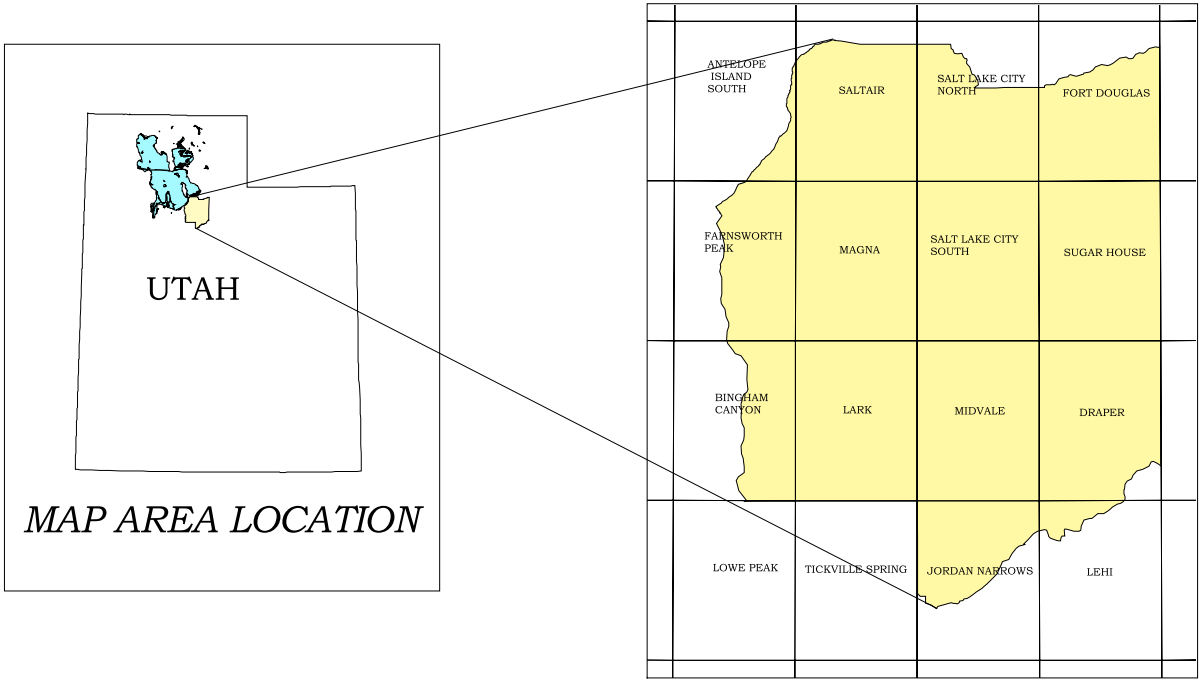 UTAH
MAP AREA LOCATION
ANTELOPE
ISLAND
SOUTH
SALTAIR
SALT LAKE CITY
NORTH
FORT DOUGLAS
FARNSWORTH
PEAK
MAGNA
SALT LAKE CITY
SOUTH
SUGAR HOUSE
BINGHAM
CANYON
LARK
MIDVALE
DRAPER
LOWE PEAK
TICKVILLE SPRING
JORDAN NARROWS
LEHI